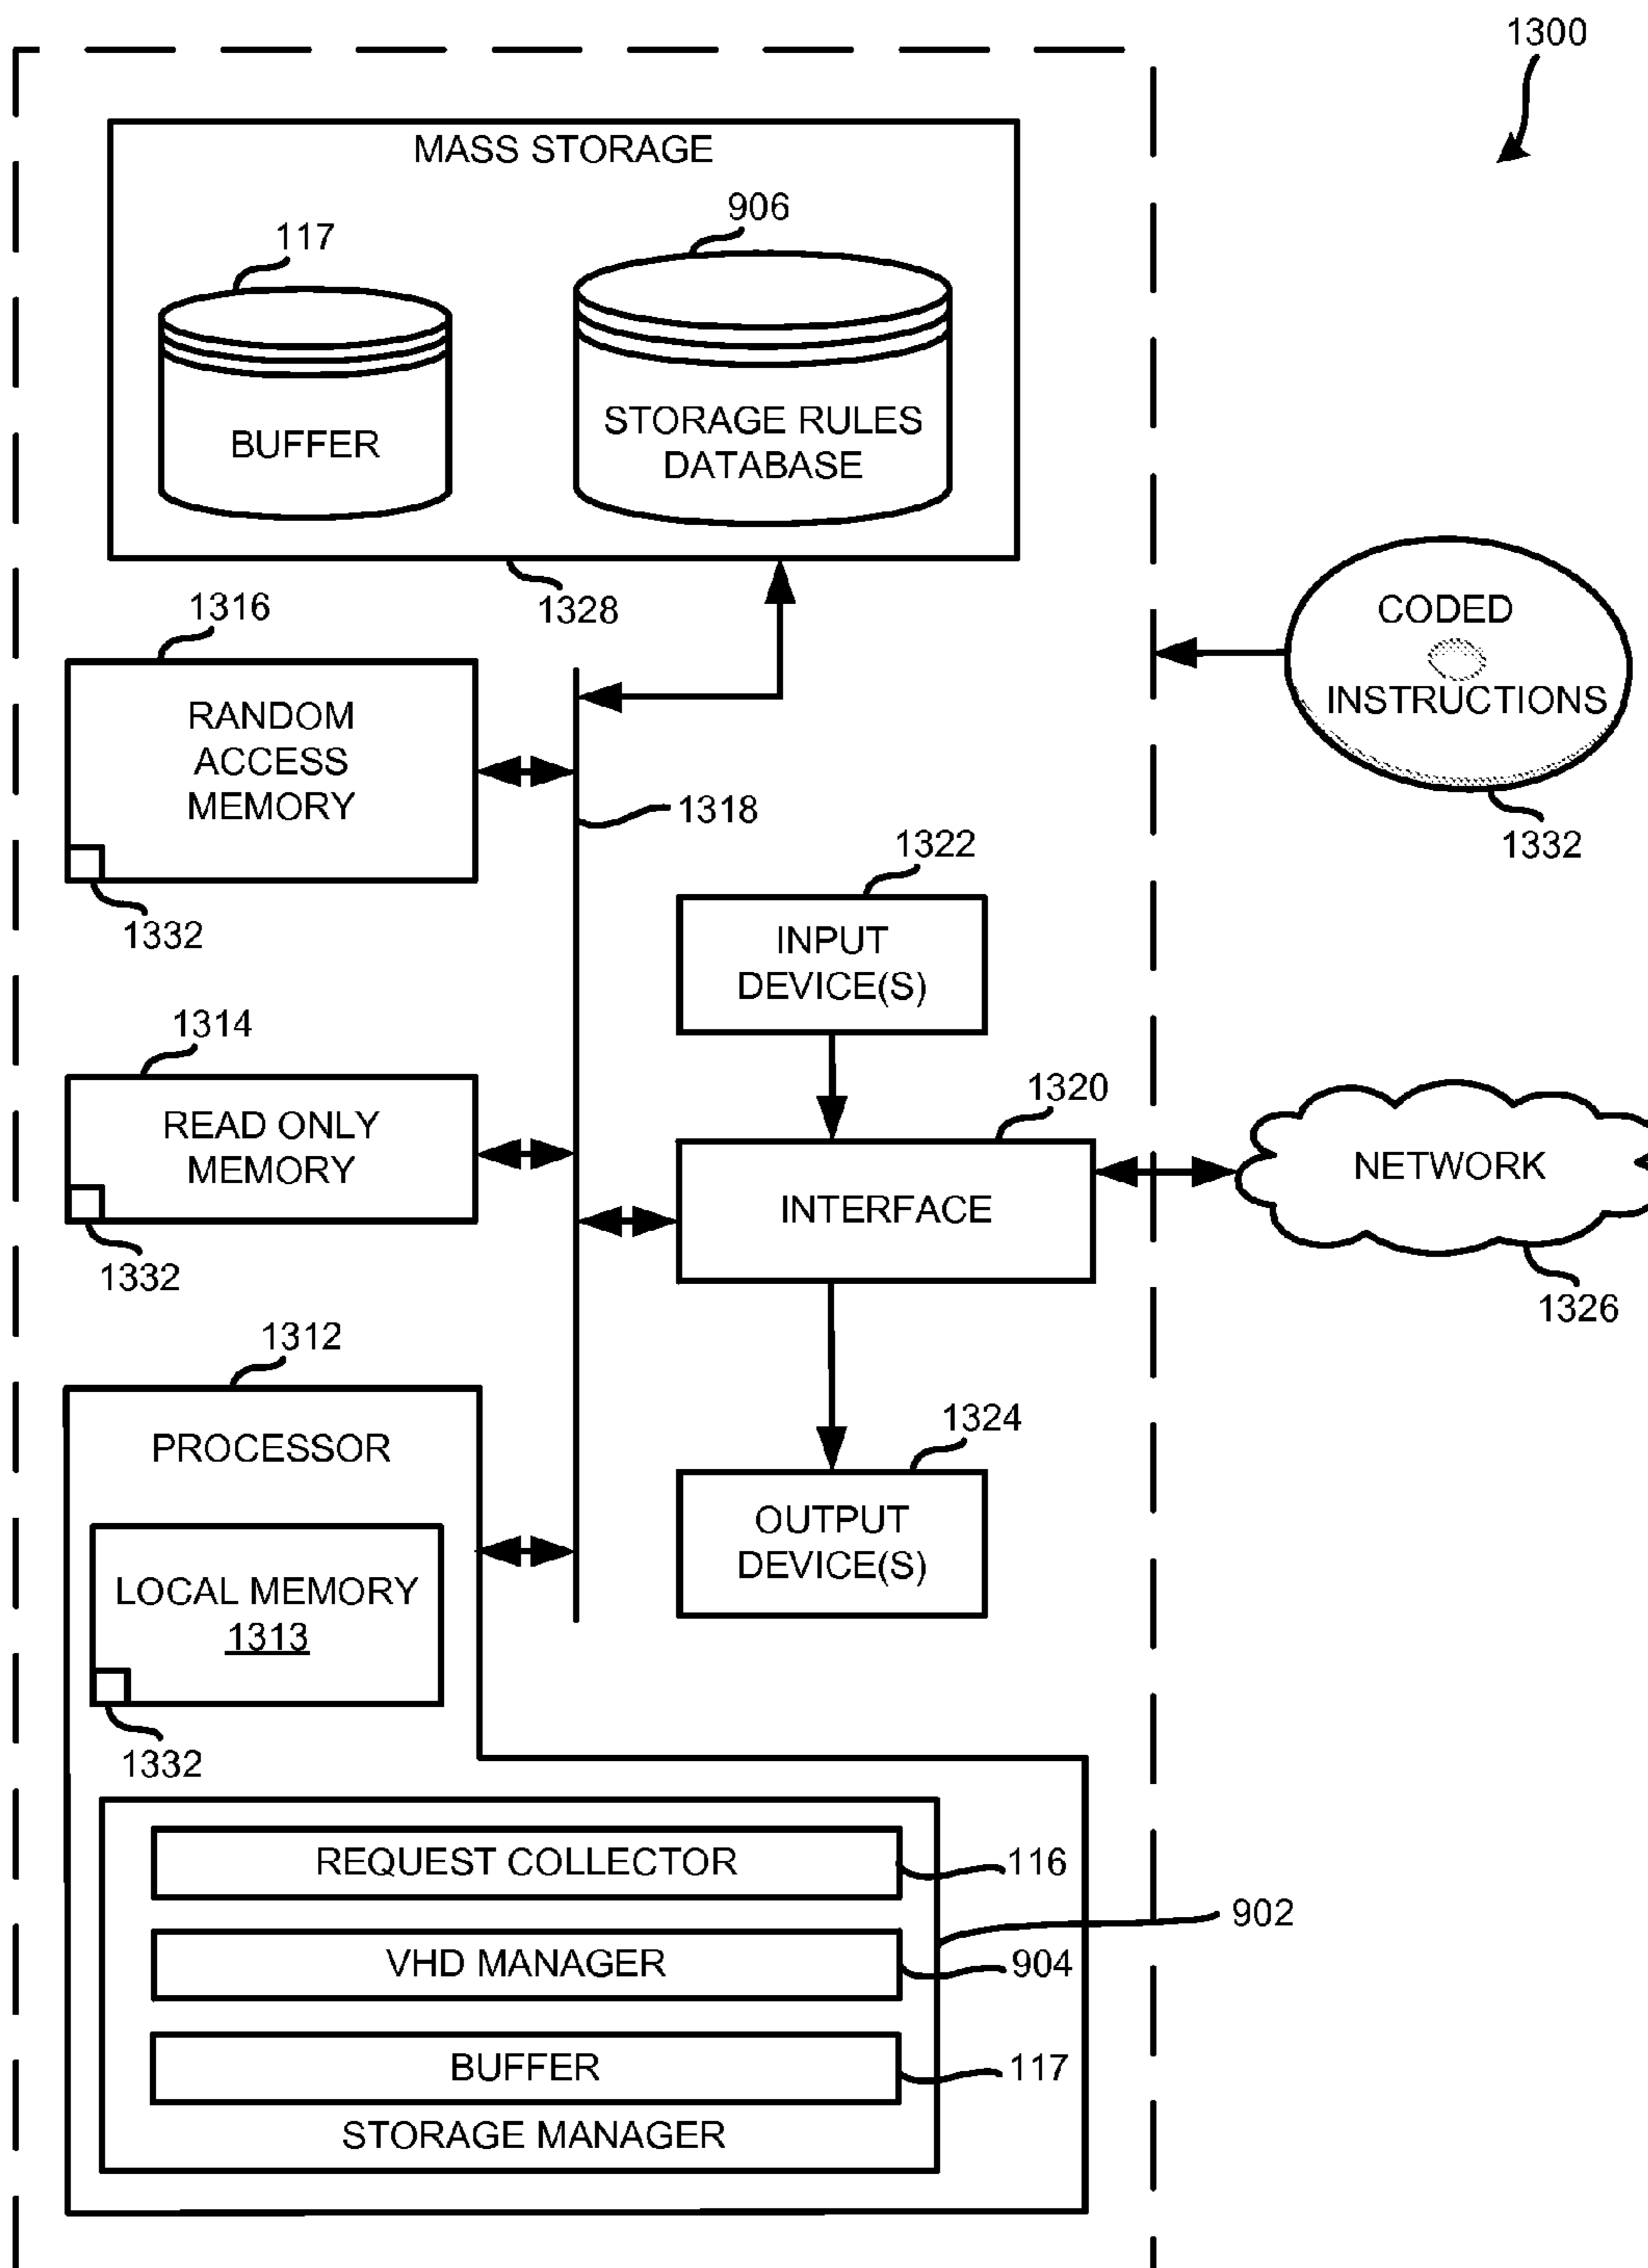 1300
MASS STORAGE
906
117
STORAGE RULES
DATABASE
BUFFER
1328
1316
RANDOM
ACCESS
MEMORY
1332
1318
CODED
INSTRUCTIONS
1332
1322
INPUT
DEVICE(S)
1314
READ ONLY
MEMORY
1332
1320
INTERFACE
NETWORK
1326
1312
PROCESSOR
LOCAL MEMORY
1313
1332
1324
OUTPUT
DEVICE(S)
REQUEST COLLECTOR
116
902
VHD MANAGER
904
BUFFER
117
STORAGE MANAGER